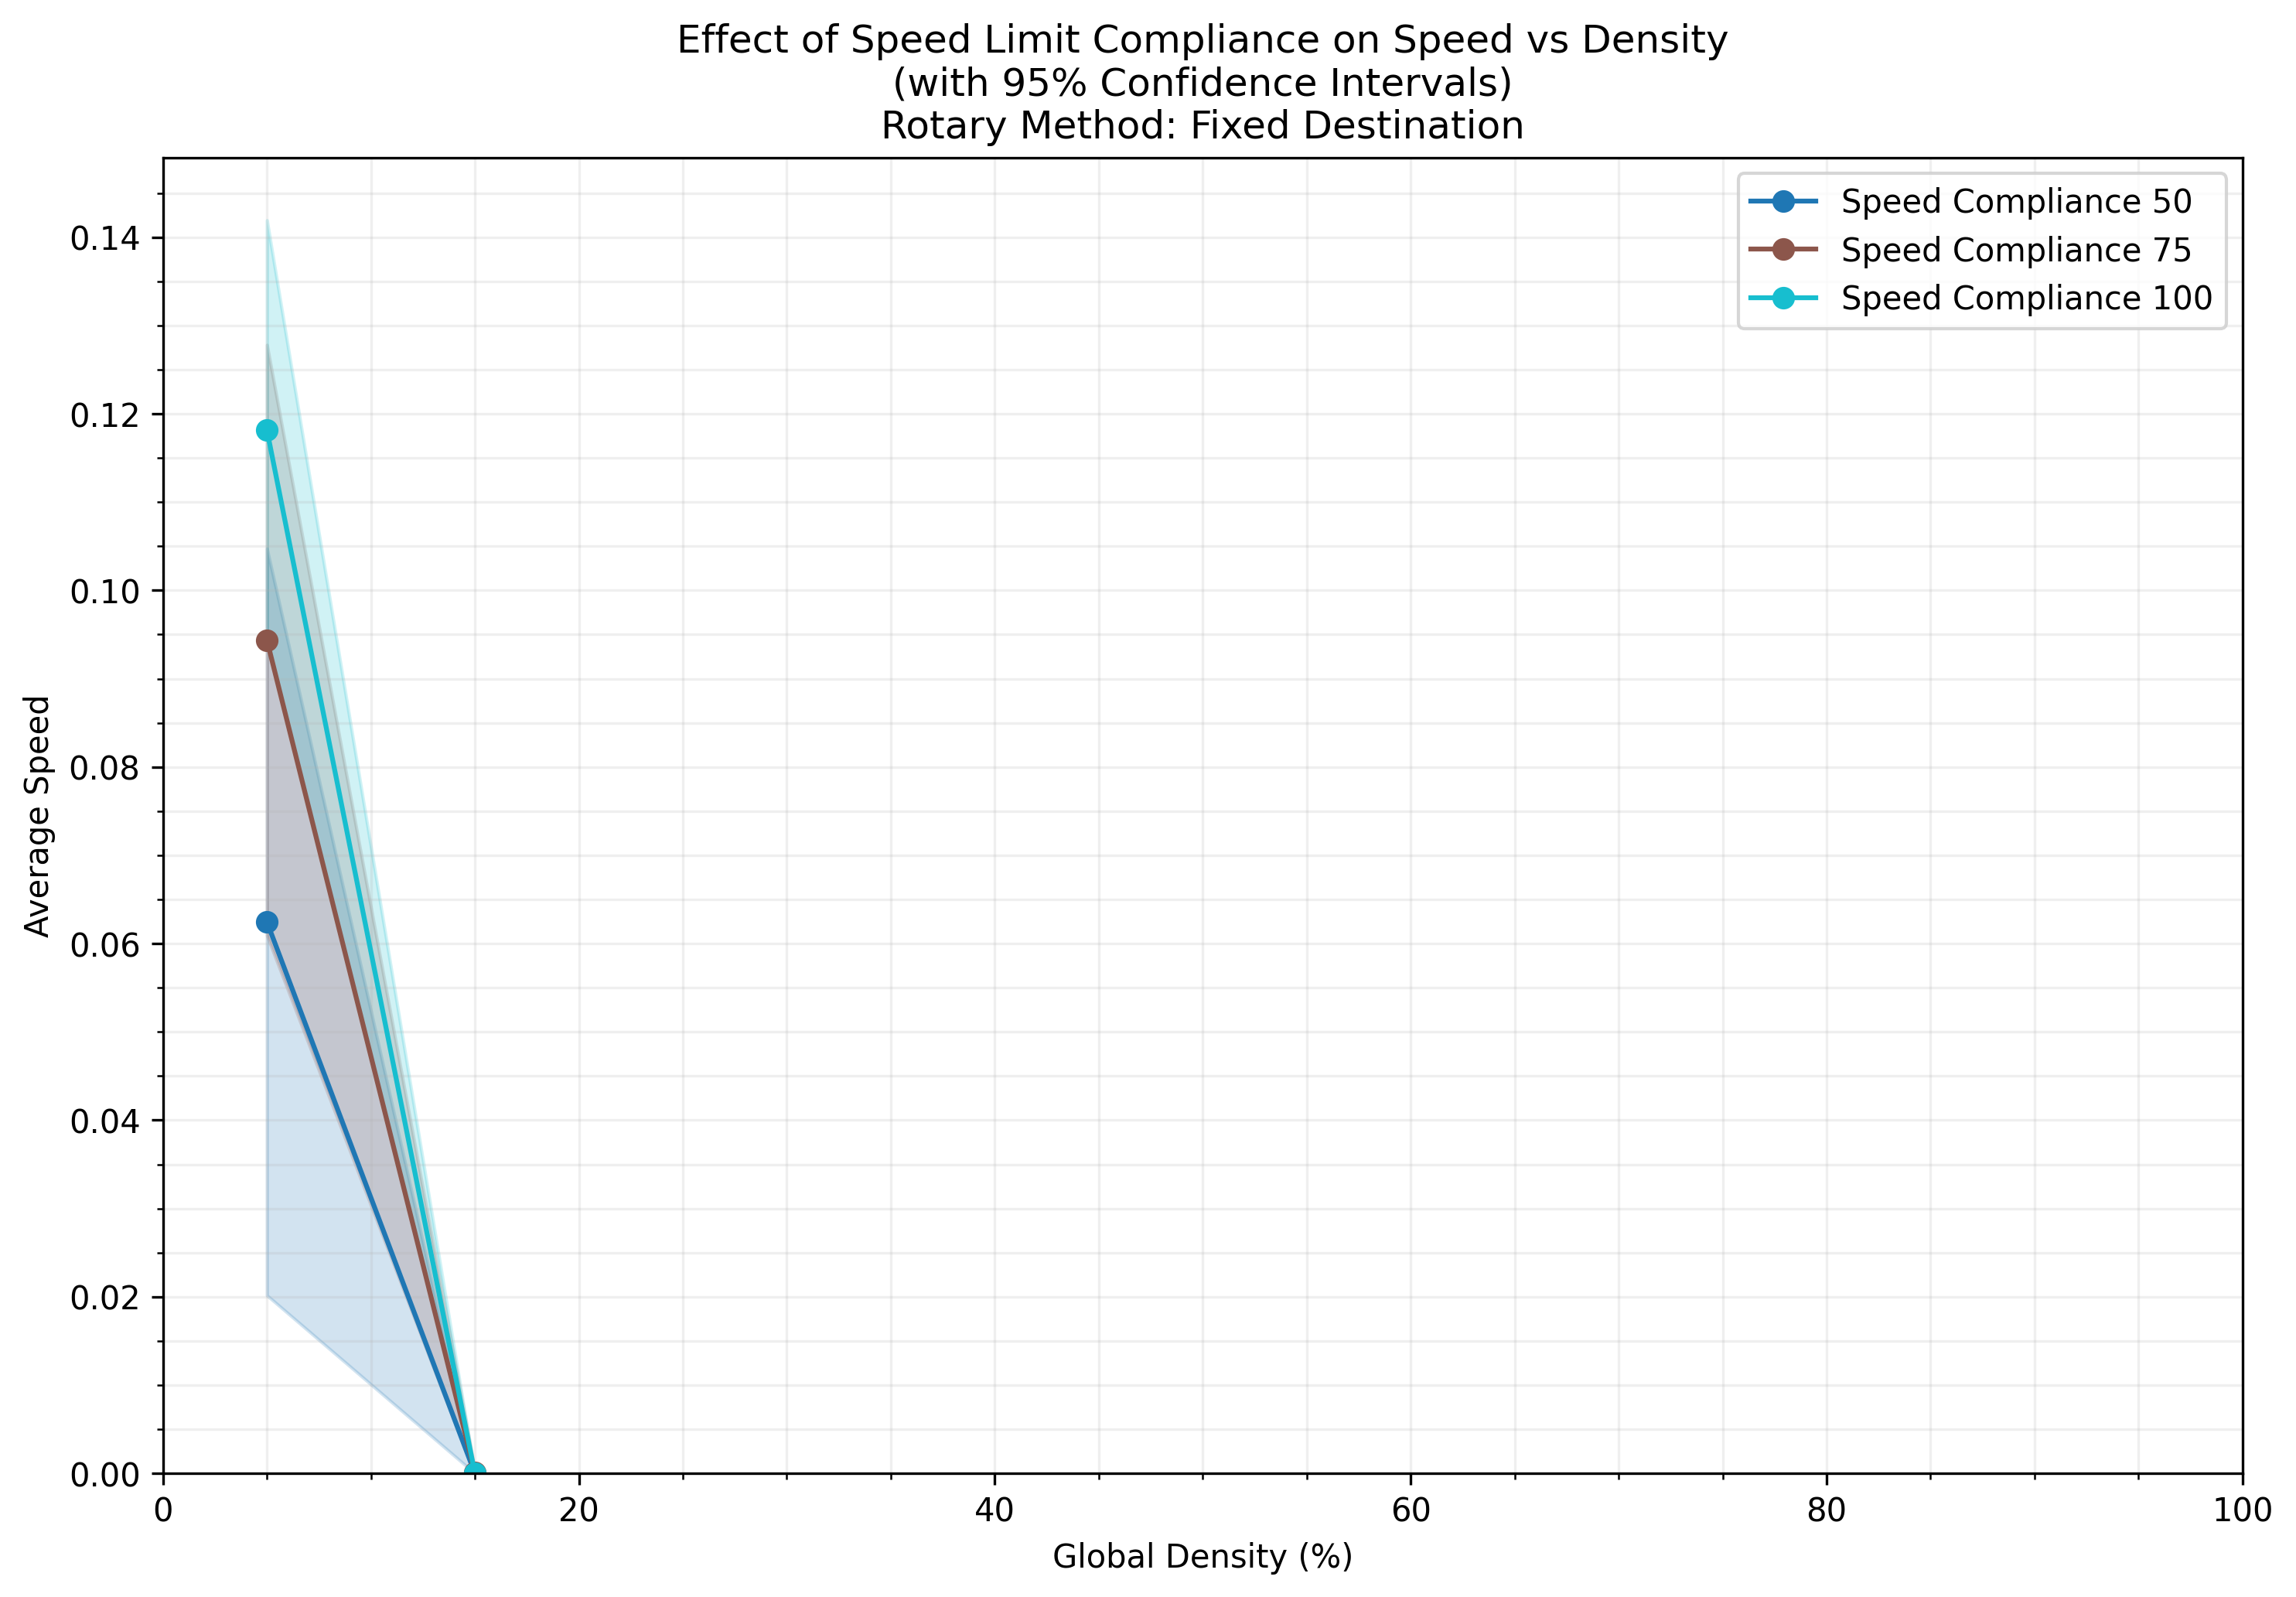 Effect of Speed Limit Compliance on Speed vs Density
(with 95% Confidence Intervals)
Rotary Method: Fixed Destination
Speed Compliance 50
Speed Compliance 75
Speed Compliance 100
Average Speed
0.14
0.12
0.10
0.08
0.06
0.04
0.02
0.00
0 20 40 60 80 100
Global Density (%)